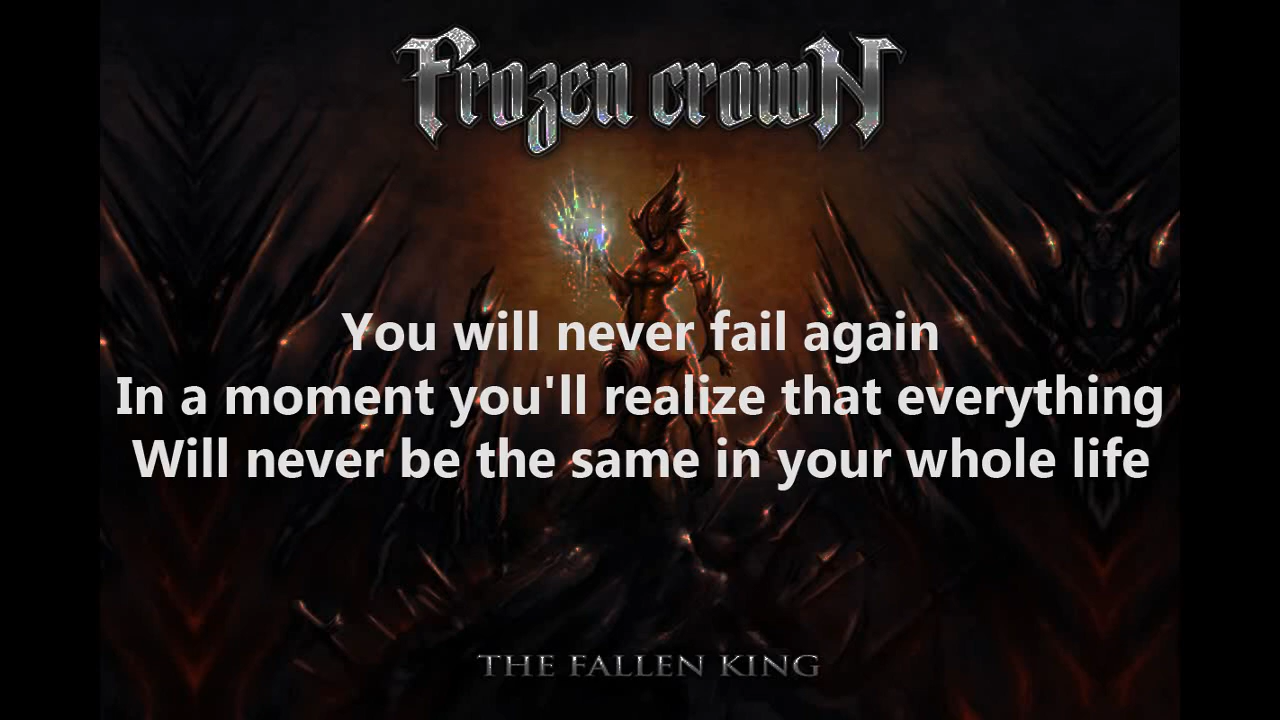 Frozen crowN
You will never fail again
In a moment you'll realize that everything
Will never be the same in your whole life
THE FALLEN KING